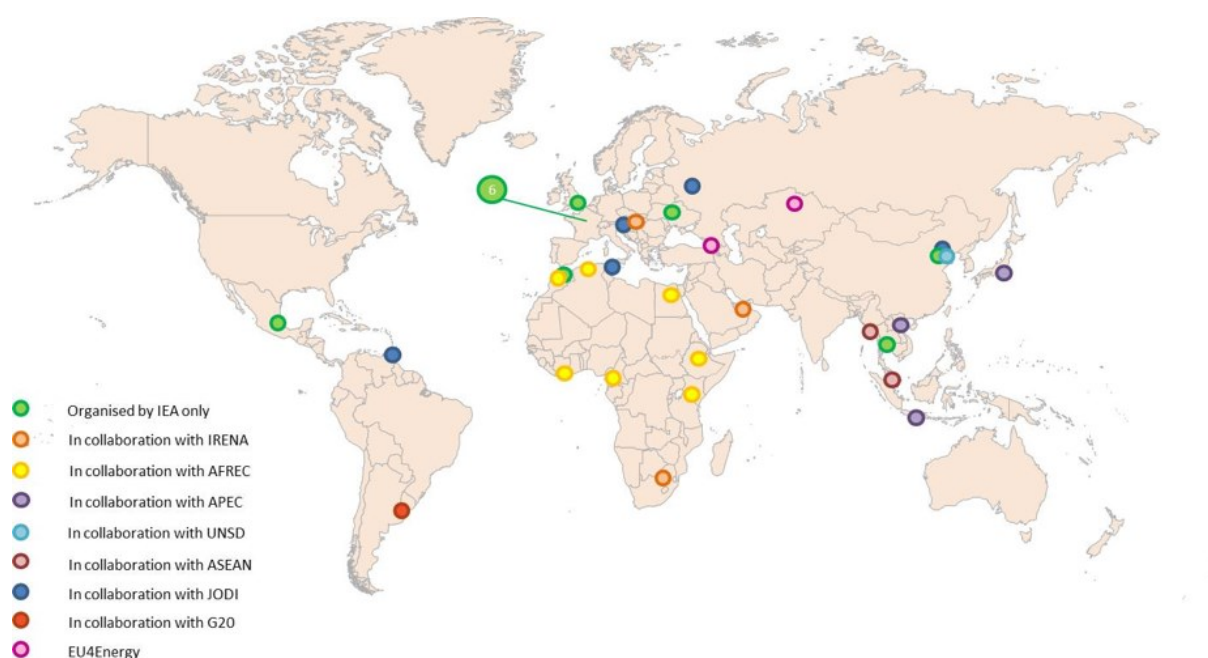 6
Organised by IEA only
In collaboration with IRENA
In collaboration with AFREC
In collaboration with APEC
In collaboration with UNSD
In collaboration with ASEAN
In collaboration with JODI
In collaboration with G20
EU4Energy